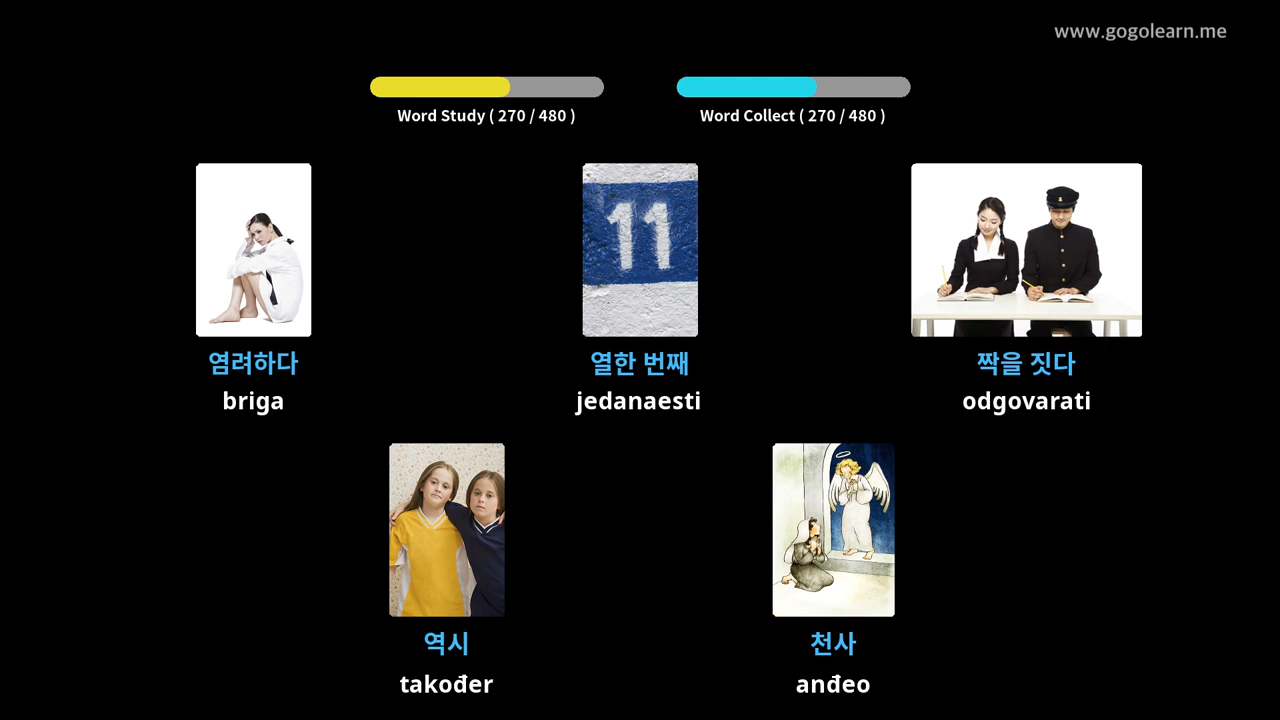 www.gogolearn.me
Word Study ( 270 / 480 )
Word Collect ( 270 / 480 )
11
염려하다
briga
열한 번째
jedanaesti
짝을 짓다
odgovarati
역시
također
천사
anđeo